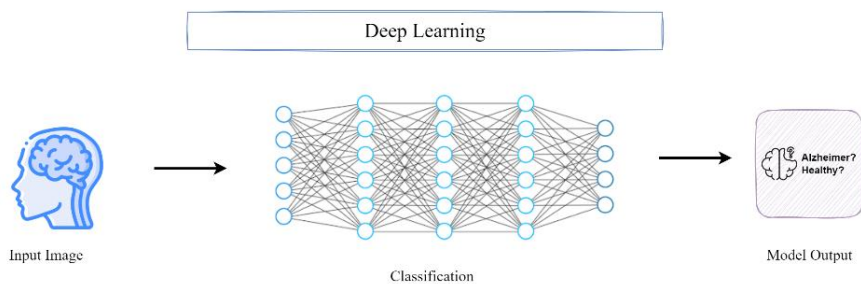 Deep Learning
Alzheimer?
Healthy?
Input Image
Classification
Model Output